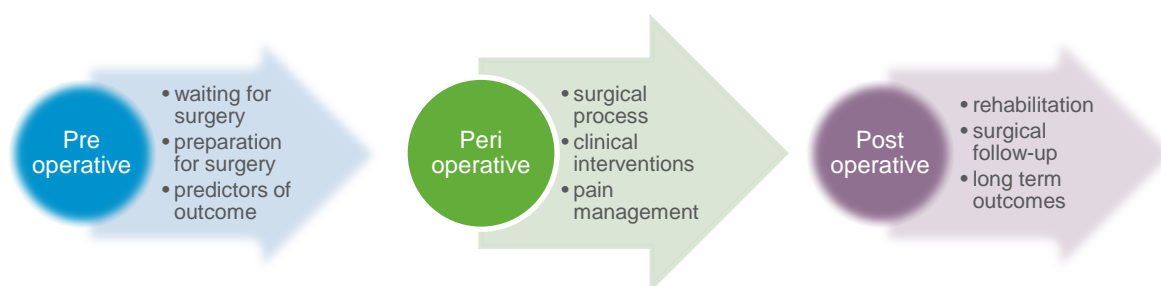 Pre
operative
• waiting for
surgery
• preparation
for surgery
• predictors of
outcome
Peri
operative
• surgical
process
• clinical
interventions
• pain
management
Post
operative
• rehabilitation
• surgical
follow-up
• long term
outcomes